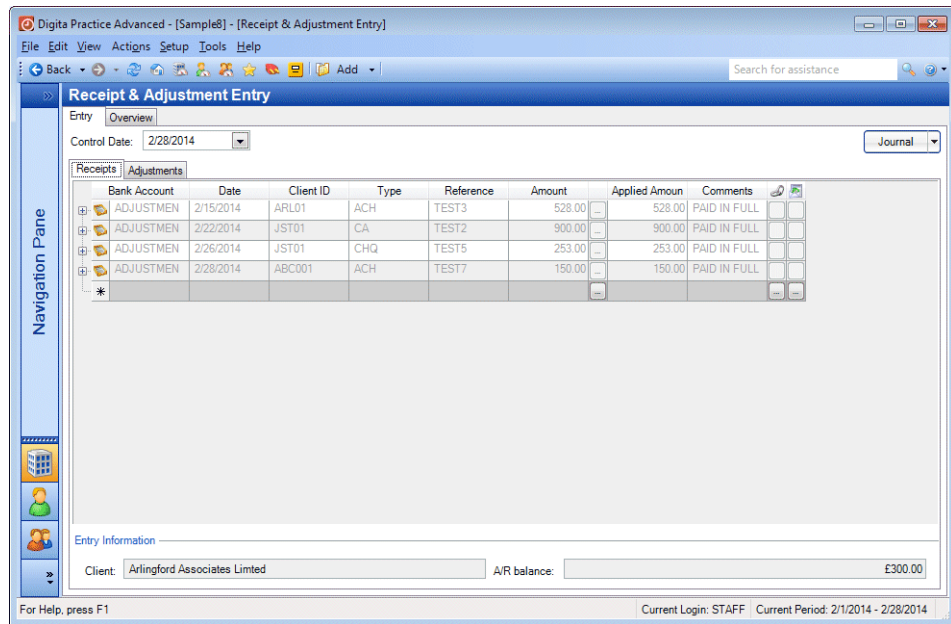 Digita Practice Advanced - [Sample8] - [Receipt & Adjustment Entry]
File Edit View Actions Setup Tools Help
Back Add Search for assistance
Receipt & Adjustment Entry
Entry Overview
Control Date: 2/28/2014 Journal
Receipts Adjustments
Bank Account Date Client ID Type Reference Amount Applied Amoun Comments
ADJUSTMEN 2/15/2014 ARL01 ACH TEST3 528.00 ... 528.00 PAID IN FULL
ADJUSTMEN 2/22/2014 JST01 CA TEST2 900.00 ... 900.00 PAID IN FULL
ADJUSTMEN 2/26/2014 JST01 CHQ TEST5 253.00 ... 253.00 PAID IN FULL
ADJUSTMEN 2/28/2014 ABC001 ACH TEST7 150.00 ... 150.00 PAID IN FULL
* ... ... ...
Navigation Pane
Entry Information
Client: Arlingford Associates Limted A/R balance: £300.00
For Help, press F1 Current Login: STAFF Current Period: 2/1/2014 - 2/28/2014